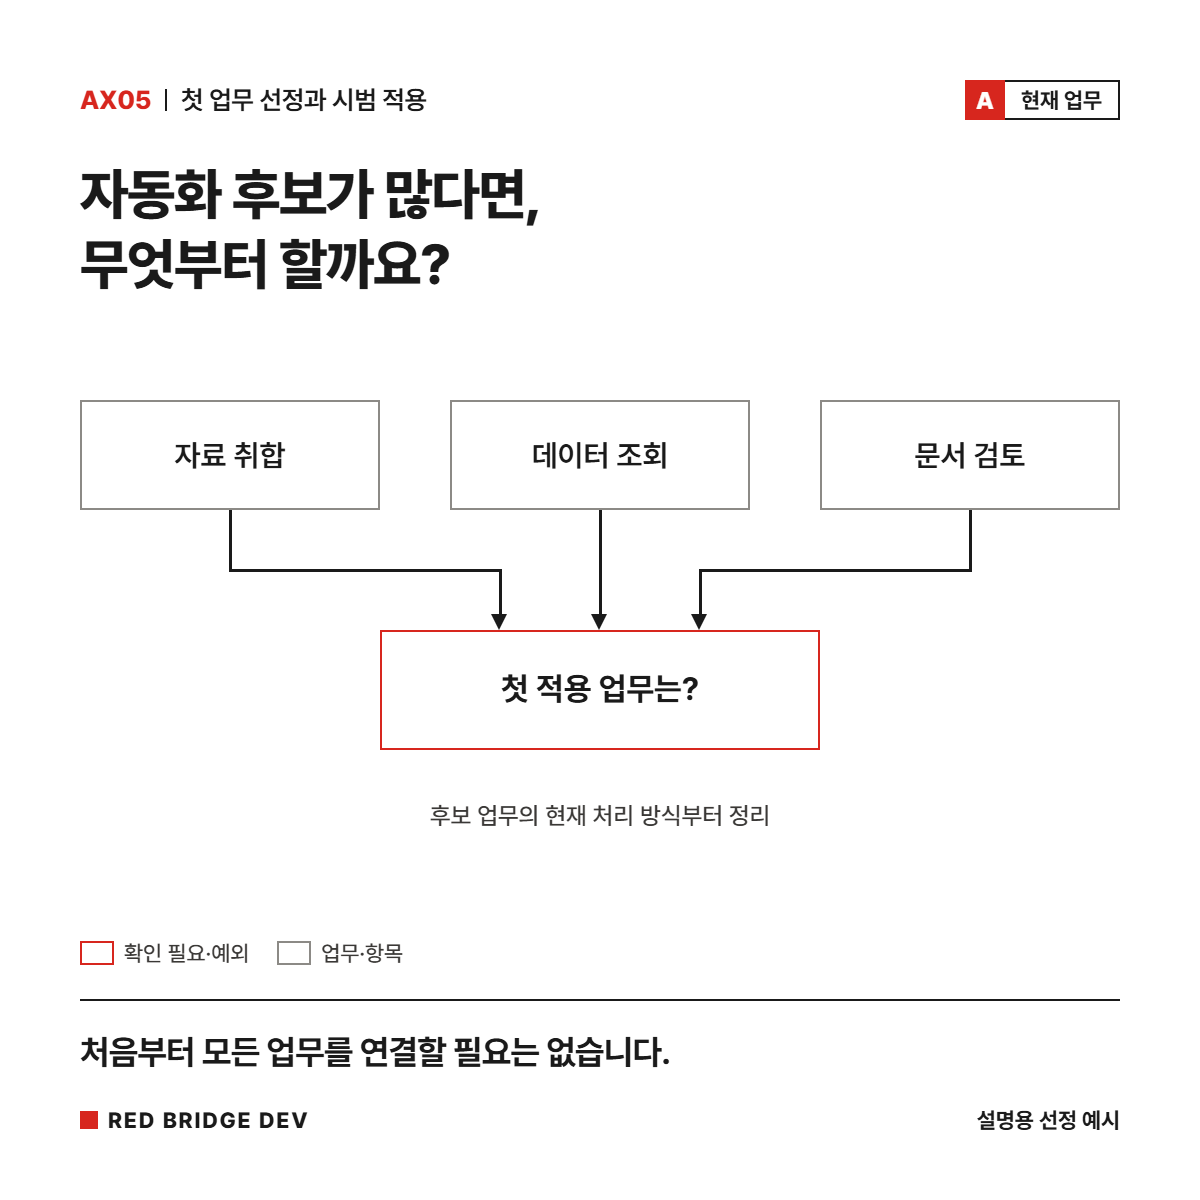 AX05 | 첫 업무 선정과 시범 적용
A 현재 업무
자동화 후보가 많다면,
무엇부터 할까요?
자료 취합
데이터 조회
문서 검토
첫 적용 업무는?
후보 업무의 현재 처리 방식부터 정리
확인 필요·예외
업무·항목
처음부터 모든 업무를 연결할 필요는 없습니다.
RED BRIDGE DEV
설명용 선정 예시